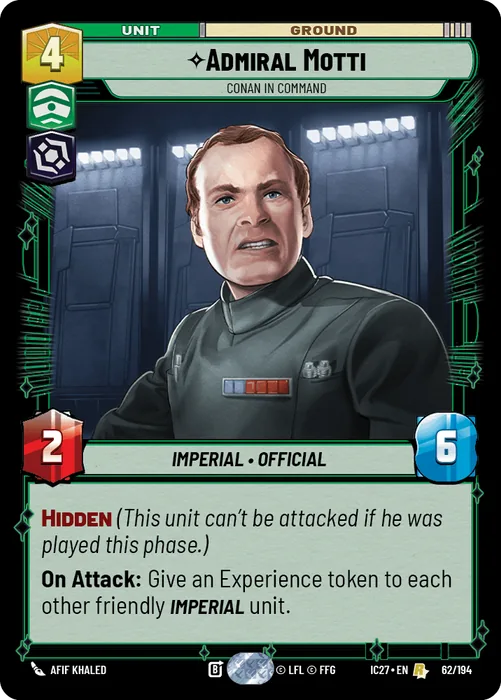 UNIT GROUND
4
✧ADMIRAL MOTTI
CONAN IN COMMAND
2
IMPERIAL • OFFICIAL
6
HIDDEN (This unit can't be attacked if he was
played this phase.)
On Attack: Give an Experience token to each
other friendly IMPERIAL unit.
AFIF KHALED
B © LFL © FFG
IC27 • EN R 62/194